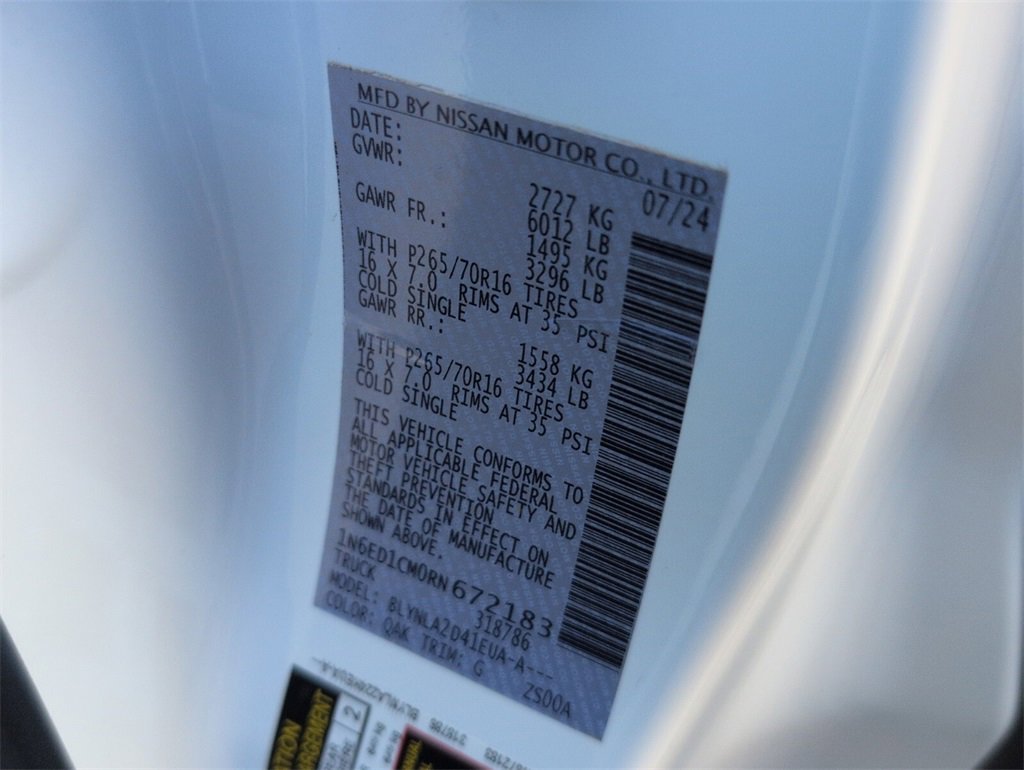 MFD BY NISSAN MOTOR CO., LTD.
DATE: 07/24
GVWR: 2727 KG
6012 LB
GAWR FR.: 1495 KG
3296 LB
WITH P265/70R16 TIRES
16 X 7.0 RIMS AT 35 PSI
COLD SINGLE
GAWR RR.: 1558 KG
3434 LB
WITH P265/70R16 TIRES
16 X 7.0 RIMS AT 35 PSI
COLD SINGLE
THIS VEHICLE CONFORMS TO
ALL APPLICABLE FEDERAL
MOTOR VEHICLE SAFETY AND
THEFT PREVENTION
STANDARDS IN EFFECT ON
THE DATE OF MANUFACTURE
SHOWN ABOVE.
1N6ED1CM0RN672183
TRUCK 318786
MODEL: BLYNLA2D41EUA-A---
COLOR: QAK TRIM: G ZS00A
318786
2